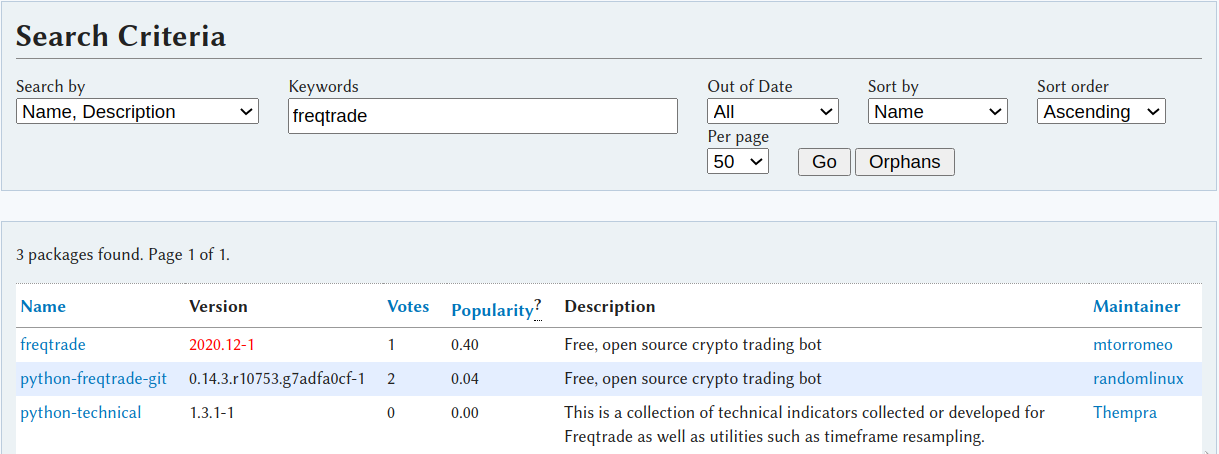 Search Criteria
Search by Keywords Out of Date Sort by Sort order
Name, Description freqtrade All Name Ascending
Per page
50 Go Orphans
3 packages found. Page 1 of 1.
Name Version Votes Popularity? Description Maintainer
freqtrade 2020.12-1 1 0.40 Free, open source crypto trading bot mtorromeo
python-freqtrade-git 0.14.3.r10753.g7adfa0cf-1 2 0.04 Free, open source crypto trading bot randomlinux
python-technical 1.3.1-1 0 0.00 This is a collection of technical indicators collected or developed for Thempra
Freqtrade as well as utilities such as timeframe resampling.